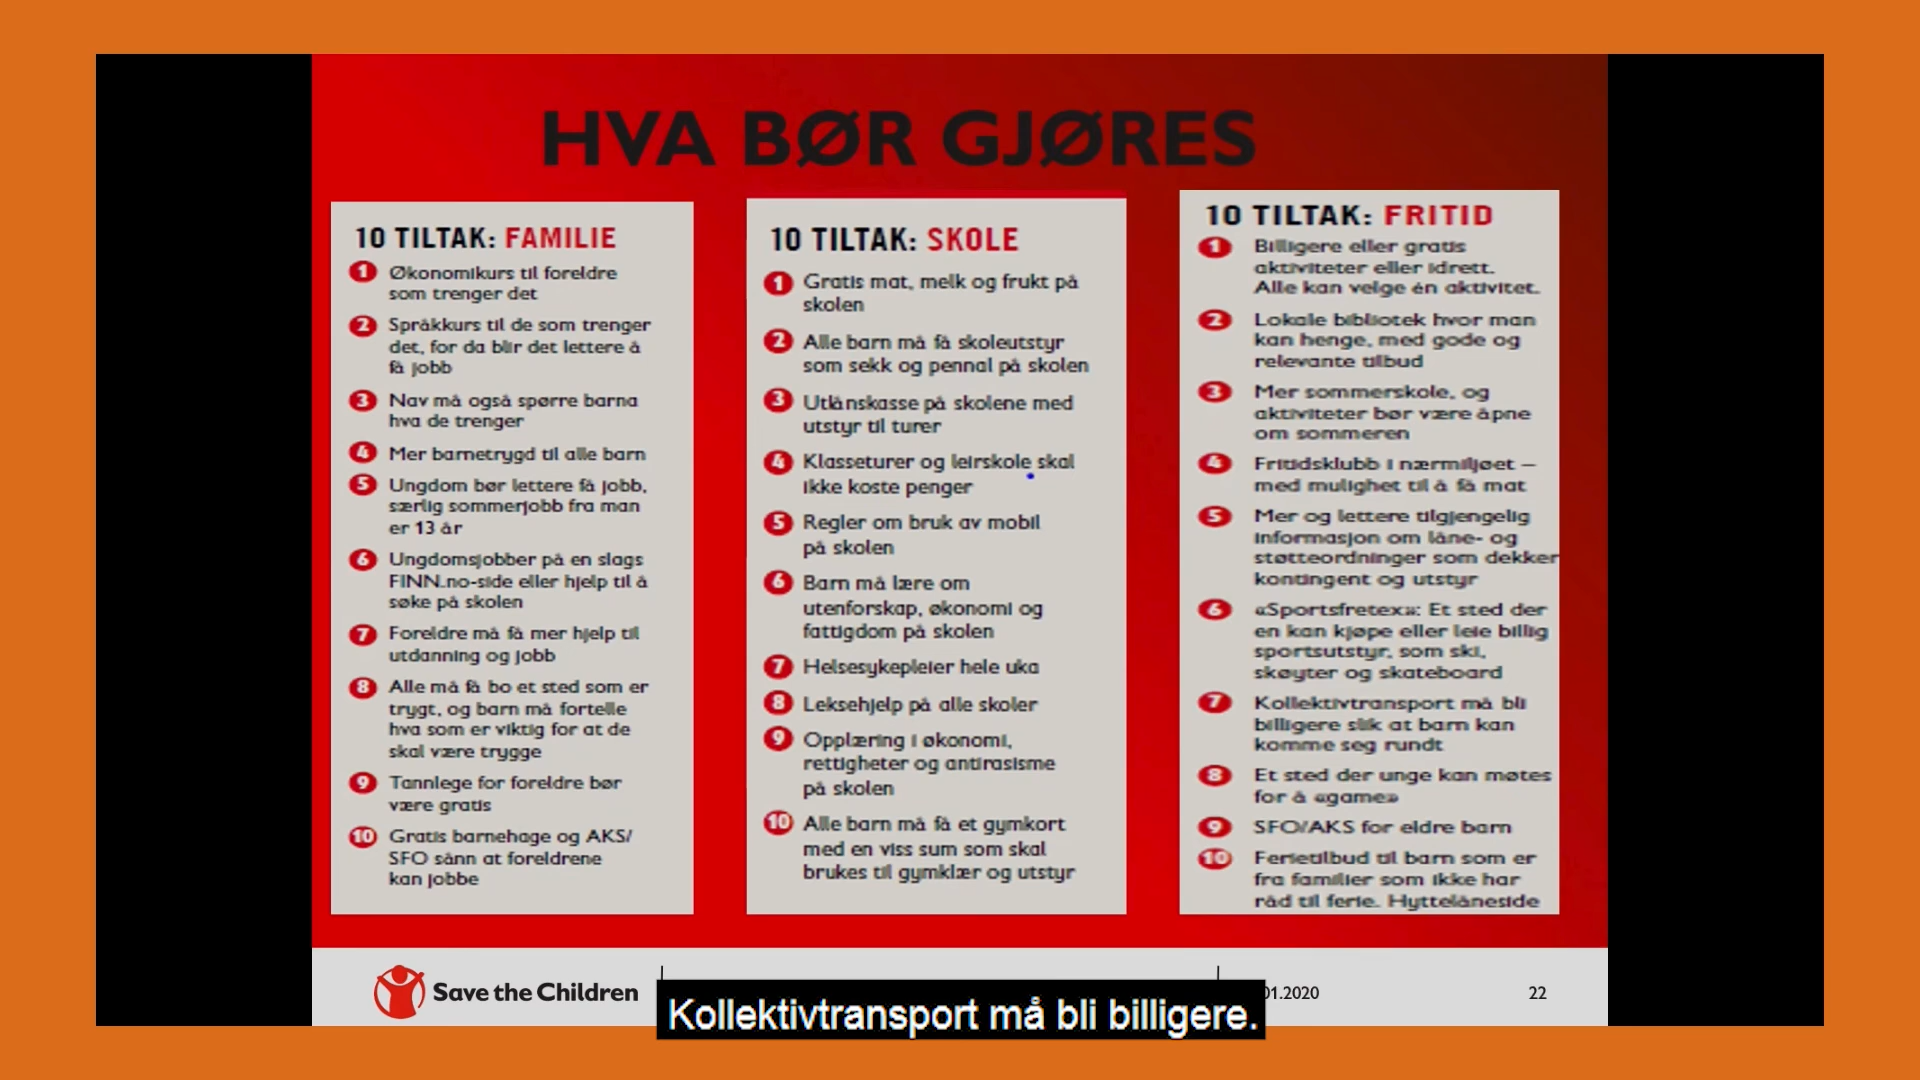 HVA BØR GJØRES
10 TILTAK: FAMILIE
1 Økonomikurs til foreldre
som trenger det
2 Språkkurs til de som trenger
det, for da blir det lettere å
få jobb
3 Nav må også spørre barna
hva de trenger
4 Mer barnetrygd til alle barn
5 Ungdom bør lettere få jobb,
særlig sommerjobb fra man
er 13 år
6 Ungdomsjobber på en slags
FINN.no-side eller hjelp til å
søke på skolen
7 Foreldre må få mer hjelp til
utdanning og jobb
8 Alle må få bo et sted som er
trygt, og barn må fortelle
hva som er viktig for at de
skal være trygge
9 Tannlege for foreldre bør
være gratis
10 Gratis barnehage og AKS/
SFO sånn at foreldrene
kan jobbe
10 TILTAK: SKOLE
1 Gratis mat, melk og frukt på
skolen
2 Alle barn må få skoleutstyr
som sekk og pennal på skolen
3 Utlånskasse på skolene med
utstyr til turer
4 Klasseturer og leirskole skal
ikke koste penger
5 Regler om bruk av mobil
på skolen
6 Barn må lære om
utenforskap, økonomi og
fattigdom på skolen
7 Helsesykepleier hele uka
8 Leksehjelp på alle skoler
9 Opplæring i økonomi,
rettigheter og antirasisme
på skolen
10 Alle barn må få et gymkort
med en viss sum som skal
brukes til gymklær og utstyr
10 TILTAK: FRITID
1 Billigere eller gratis
aktiviteter eller idrett.
Alle kan velge én aktivitet.
2 Lokale bibliotek hvor man
kan henge, med gode og
relevante tilbud
3 Mer sommerskole, og
aktiviteter bør være åpne
om sommeren
4 Fritidsklubb i nærmiljøet –
med mulighet til å få mat
5 Mer og lettere tilgjengelig
informasjon om låne- og
støtteordninger som dekker
kontingent og utstyr
6 «Sportsfretex»: Et sted der
en kan kjøpe eller leie billig
sportsutstyr, som ski,
skøyter og skateboard
7 Kollektivtransport må bli
billigere slik at barn kan
komme seg rundt
8 Et sted der unge kan møtes
for å «game»
9 SFO/AKS for eldre barn
10 Ferietilbud til barn som er
fra familier som ikke har
råd til ferie. Hyttelåneside
Save the Children
01.2020
22
Kollektivtransport må bli billigere.